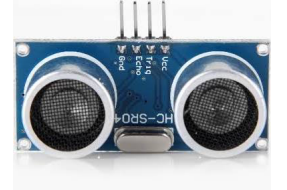 Gnd
Echo
Trig
Vcc
HC-SR04